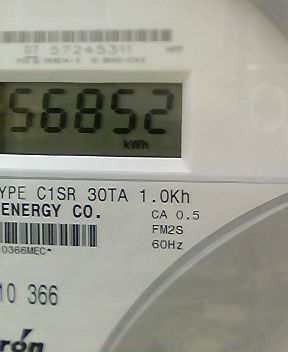 07 57245311
56852
kWh
YPE C1SR 30TA 1.0Kh
ENERGY CO.
CA 0.5
FM2S
60Hz
0366MEC*
10 366
rón